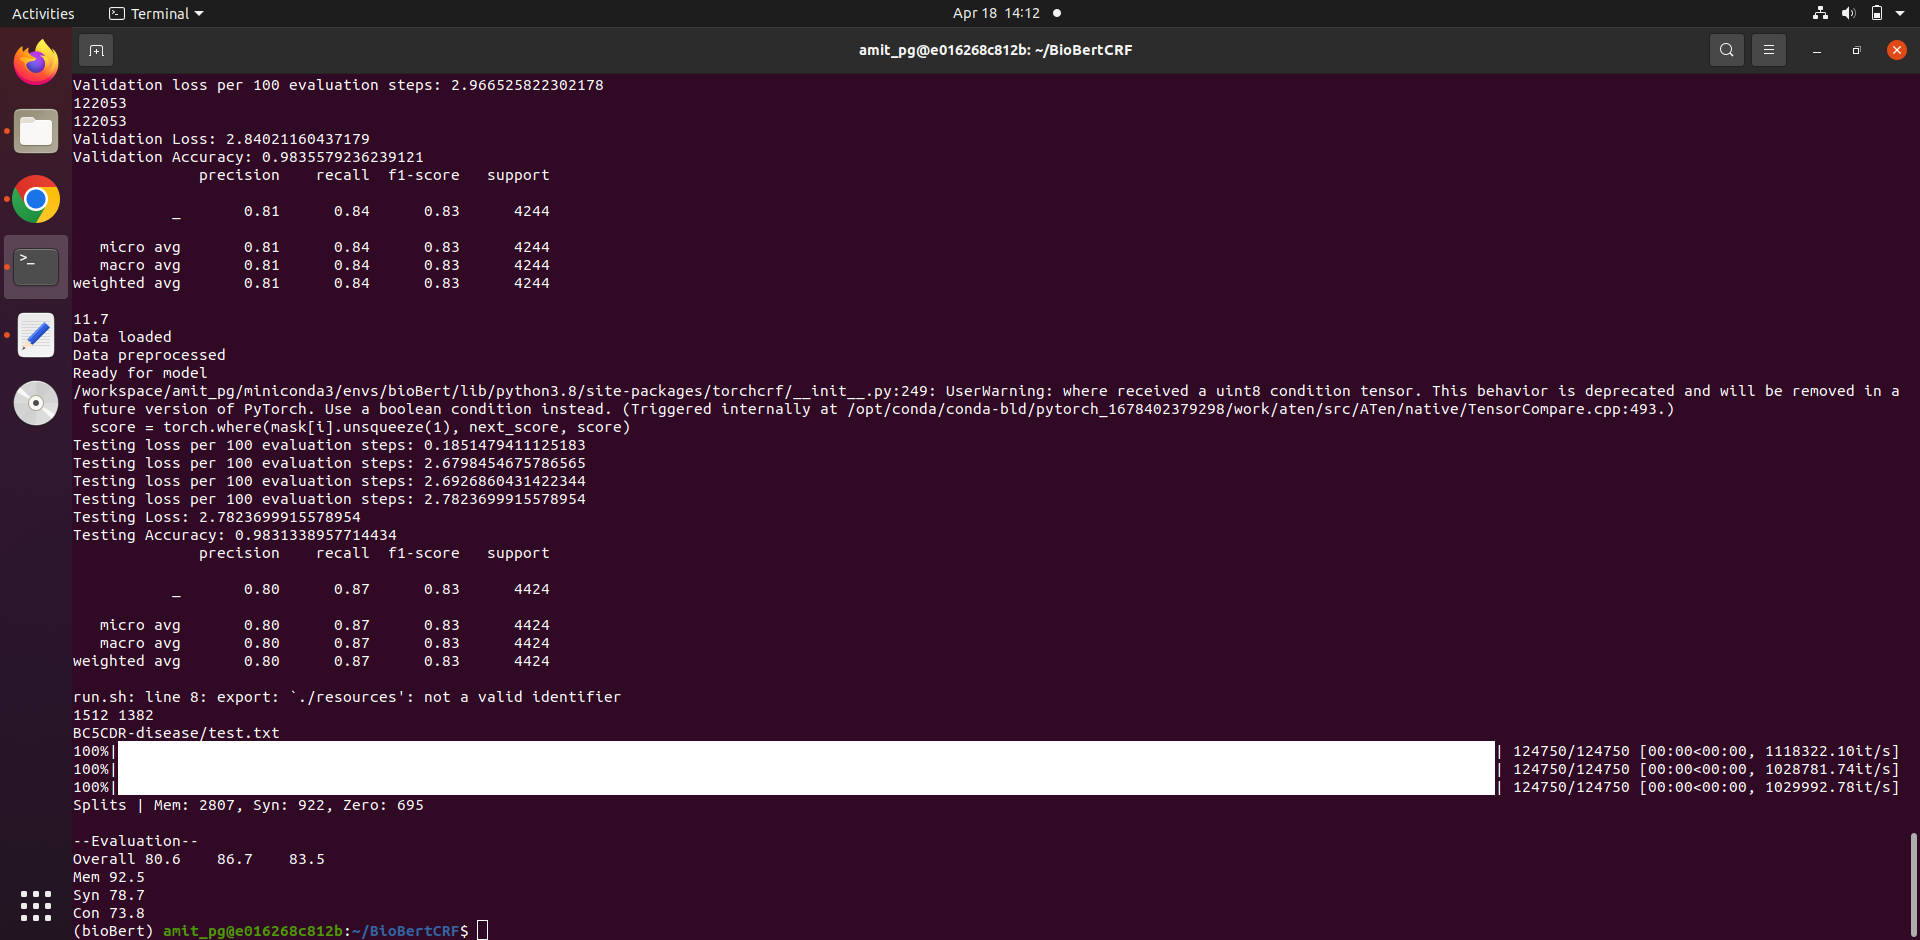 Activities
Terminal
Apr 18 14:12
amit_pg@e016268c812b: ~/BioBertCRF
Validation loss per 100 evaluation steps: 2.966525822302178
122053
122053
Validation Loss: 2.84021160437179
Validation Accuracy: 0.9835579236239121
precision recall f1-score support
_ 0.81 0.84 0.83 4244
micro avg 0.81 0.84 0.83 4244
macro avg 0.81 0.84 0.83 4244
weighted avg 0.81 0.84 0.83 4244
11.7
Data loaded
Data preprocessed
Ready for model
/workspace/amit_pg/miniconda3/envs/bioBert/lib/python3.8/site-packages/torchcrf/__init__.py:249: UserWarning: where received a uint8 condition tensor. This behavior is deprecated and will be removed in a
future version of PyTorch. Use a boolean condition instead. (Triggered internally at /opt/conda/conda-bld/pytorch_1678402379298/work/aten/src/ATen/native/TensorCompare.cpp:493.)
score = torch.where(mask[i].unsqueeze(1), next_score, score)
Testing loss per 100 evaluation steps: 0.1851479411125183
Testing loss per 100 evaluation steps: 2.6798454675786565
Testing loss per 100 evaluation steps: 2.6926860431422344
Testing loss per 100 evaluation steps: 2.7823699915578954
Testing Loss: 2.7823699915578954
Testing Accuracy: 0.9831338957714434
precision recall f1-score support
_ 0.80 0.87 0.83 4424
micro avg 0.80 0.87 0.83 4424
macro avg 0.80 0.87 0.83 4424
weighted avg 0.80 0.87 0.83 4424
run.sh: line 8: export: `./resources': not a valid identifier
1512 1382
BC5CDR-disease/test.txt
100%| | 124750/124750 [00:00<00:00, 1118322.10it/s]
100%| | 124750/124750 [00:00<00:00, 1028781.74it/s]
100%| | 124750/124750 [00:00<00:00, 1029992.78it/s]
Splits | Mem: 2807, Syn: 922, Zero: 695
--Evaluation--
Overall 80.6 86.7 83.5
Mem 92.5
Syn 78.7
Con 73.8
(bioBert) amit_pg@e016268c812b:~/BioBertCRF$